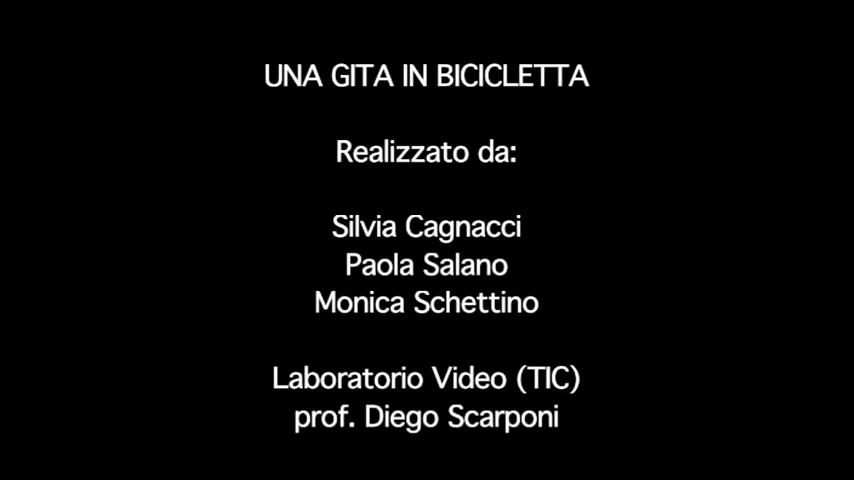 UNA GITA IN BICICLETTA
Realizzato da:
Silvia Cagnacci
Paola Salano
Monica Schettino
Laboratorio Video (TIC)
prof. Diego Scarponi